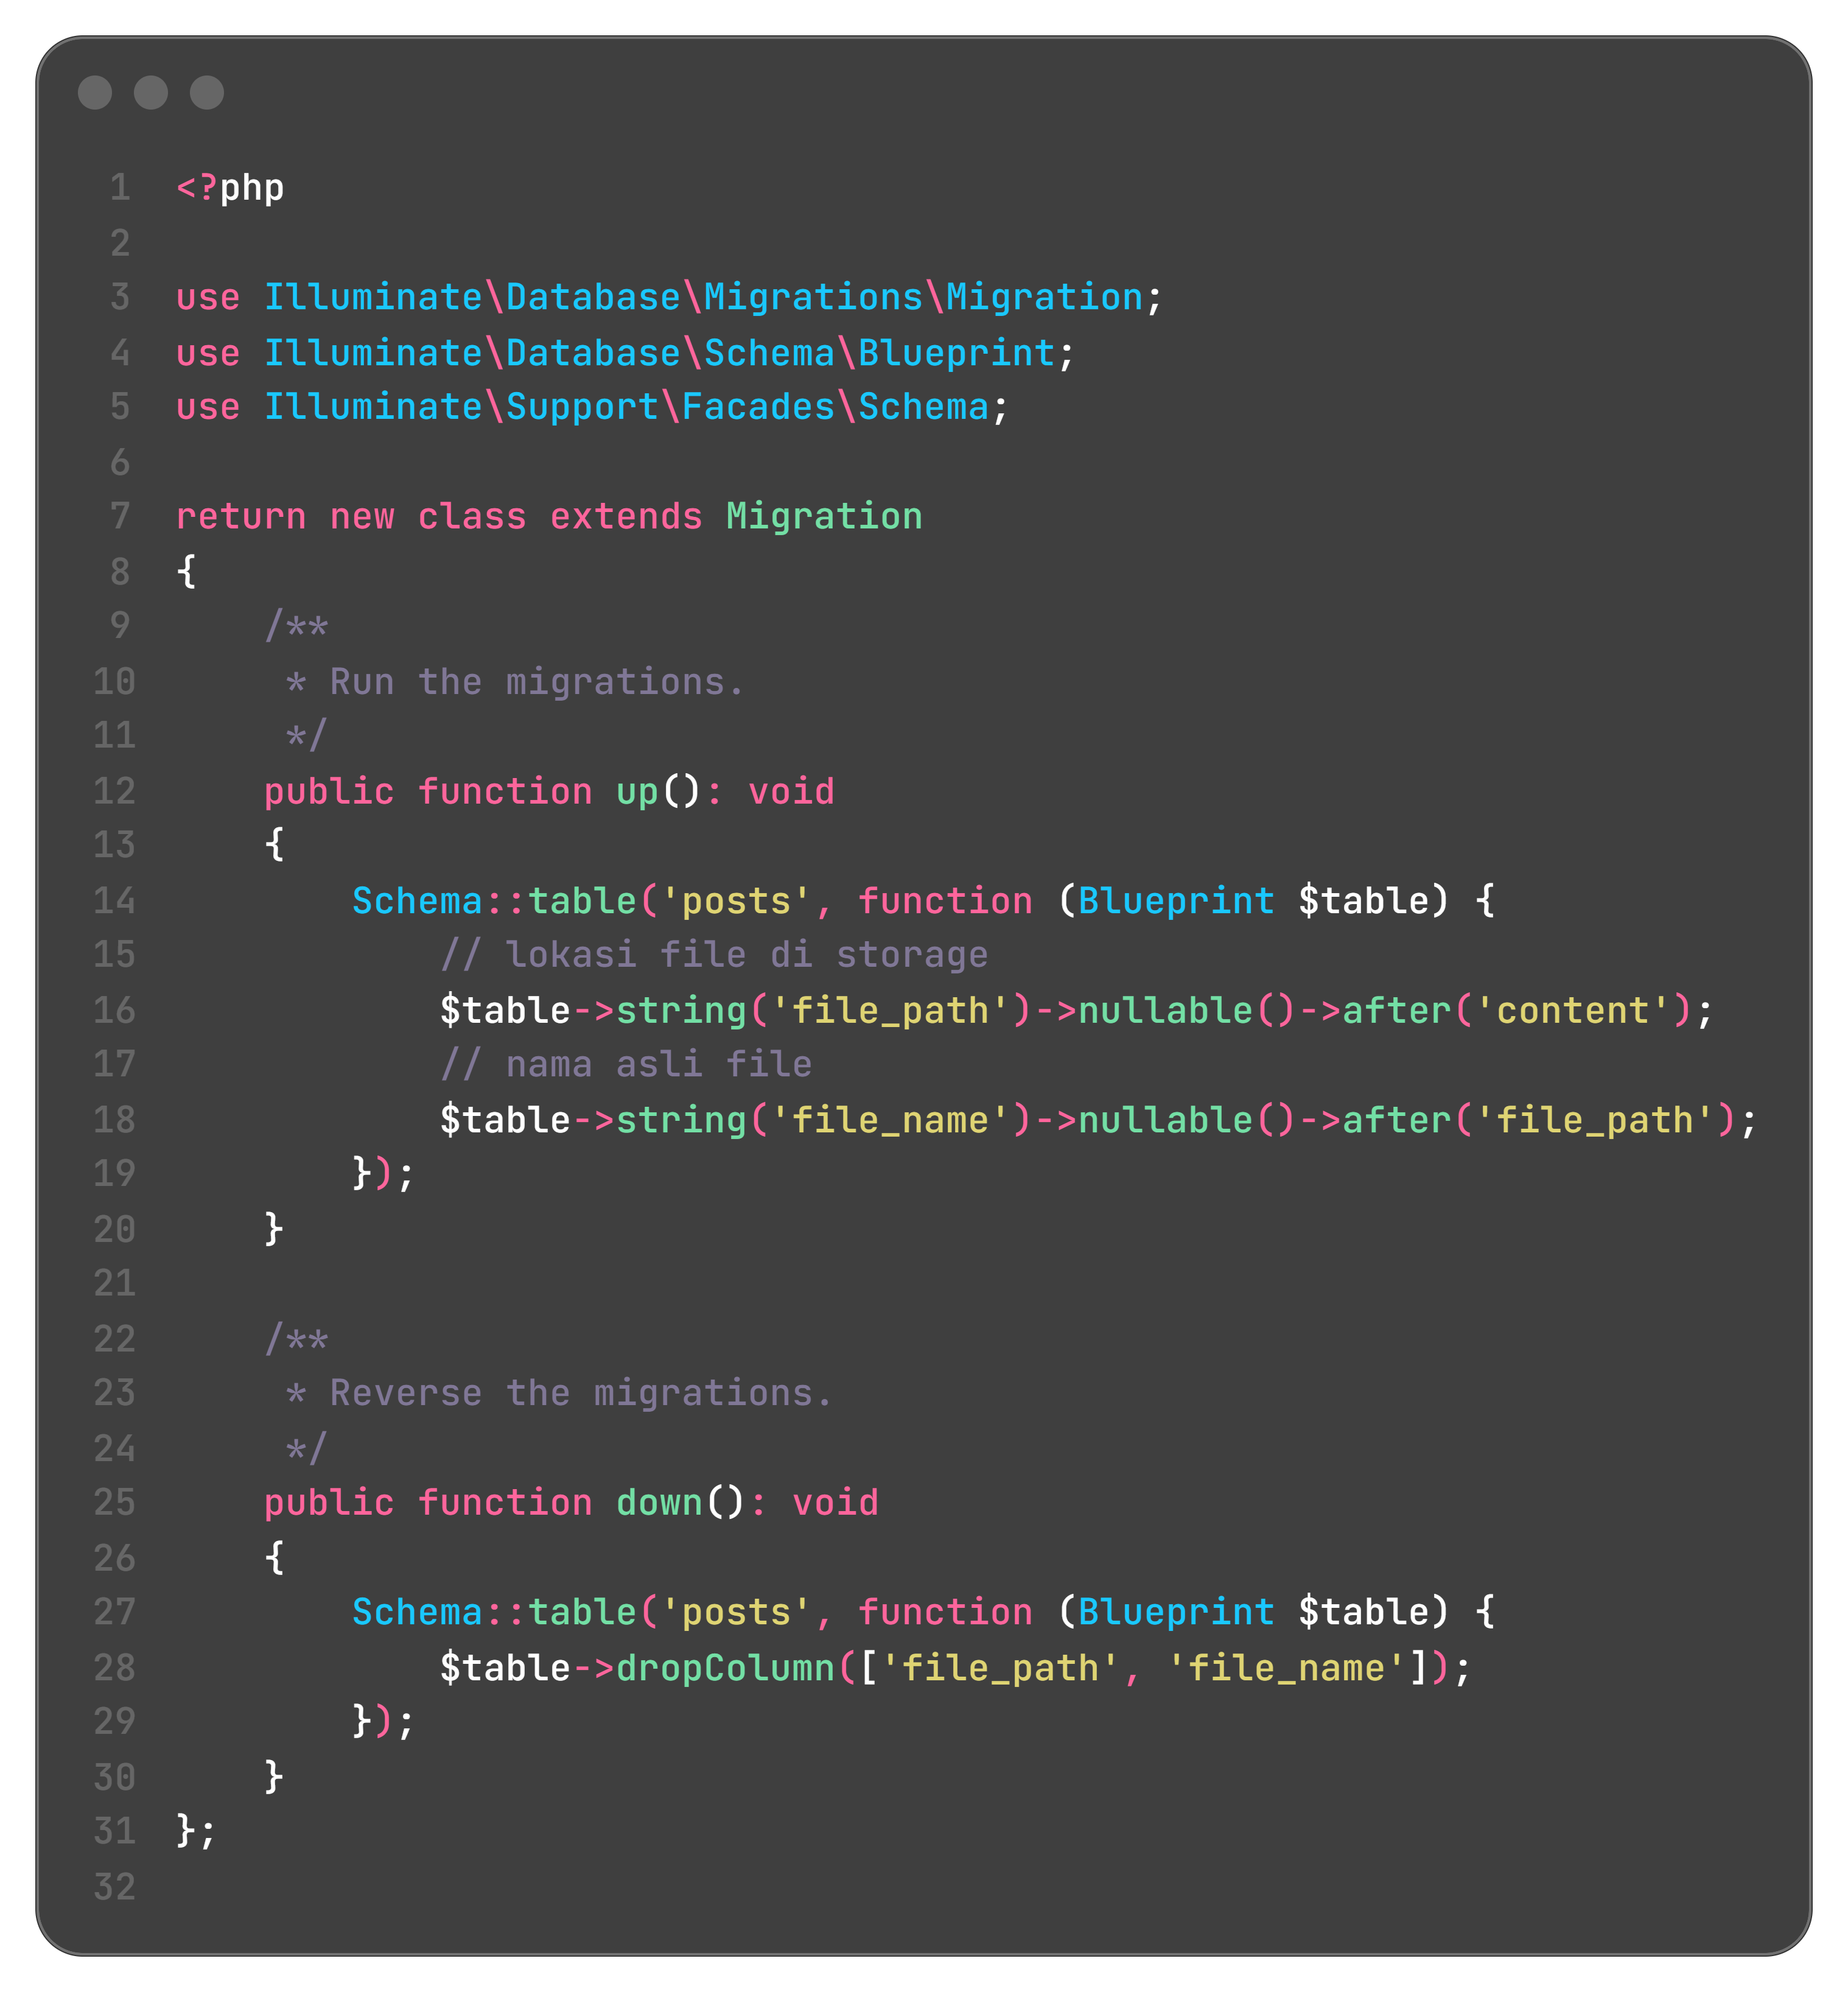 1 <?php
2
3 use Illuminate\Database\Migrations\Migration;
4 use Illuminate\Database\Schema\Blueprint;
5 use Illuminate\Support\Facades\Schema;
6
7 return new class extends Migration
8 {
9     /**
10      * Run the migrations.
11      */
12     public function up(): void
13     {
14         Schema::table('posts', function (Blueprint $table) {
15             // lokasi file di storage
16             $table->string('file_path')->nullable()->after('content');
17             // nama asli file
18             $table->string('file_name')->nullable()->after('file_path');
19         });
20     }
21
22     /**
23      * Reverse the migrations.
24      */
25     public function down(): void
26     {
27         Schema::table('posts', function (Blueprint $table) {
28             $table->dropColumn(['file_path', 'file_name']);
29         });
30     }
31 };
32